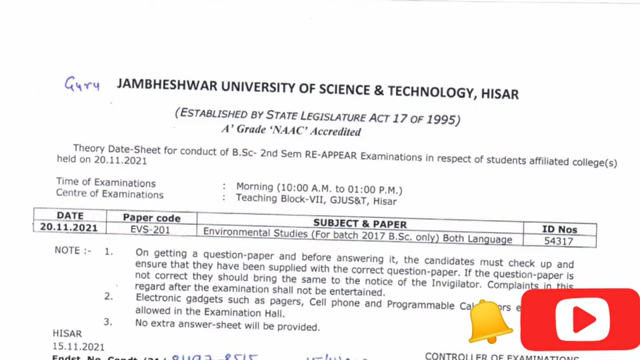 Guru JAMBHESHWAR UNIVERSITY OF SCIENCE & TECHNOLOGY, HISAR
(ESTABLISHED BY STATE LEGISLATURE ACT 17 OF 1995)
A' Grade 'NAAC' Accredited
Theory Date-Sheet for conduct of B.Sc- 2nd Sem RE-APPEAR Examinations in respect of students affiliated college(s)
held on 20.11.2021
Time of Examinations : Morning (10:00 A.M. to 01:00 P.M.)
Centre of Examinations : Teaching Block-VII, GJUS&T, Hisar
DATE Paper code SUBJECT & PAPER ID Nos
20.11.2021 EVS-201 Environmental Studies (For batch 2017 B.Sc. only) Both Language 54317
NOTE :- 1. On getting a question-paper and before answering it, the candidates must check up and
ensure that they have been supplied with the correct question-paper. If the question-paper is
not correct they should bring the same to the notice of the Invigilator. Complaints in this
regard after the examination shall not be entertained.
2. Electronic gadgets such as pagers, Cell phone and Programmable
allowed in the Examination Hall.
3. No extra answer-sheet will be provided.
HISAR
15.11.2021
CONTROLLER OF EXAMINATIONS
Endst. No.